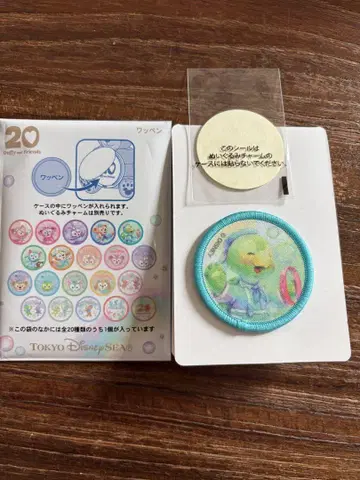 ワッペン
20
Duffy and Friends
ワッペン
ケースの中にワッペンが入れられます。
ぬいぐるみチャームは別売りです。
※この袋のなかには全20種類のうち1個が入っています
TOKYO DISNEY SEA®
このシールは
ぬいぐるみチャームの
ケースには貼らないでください。